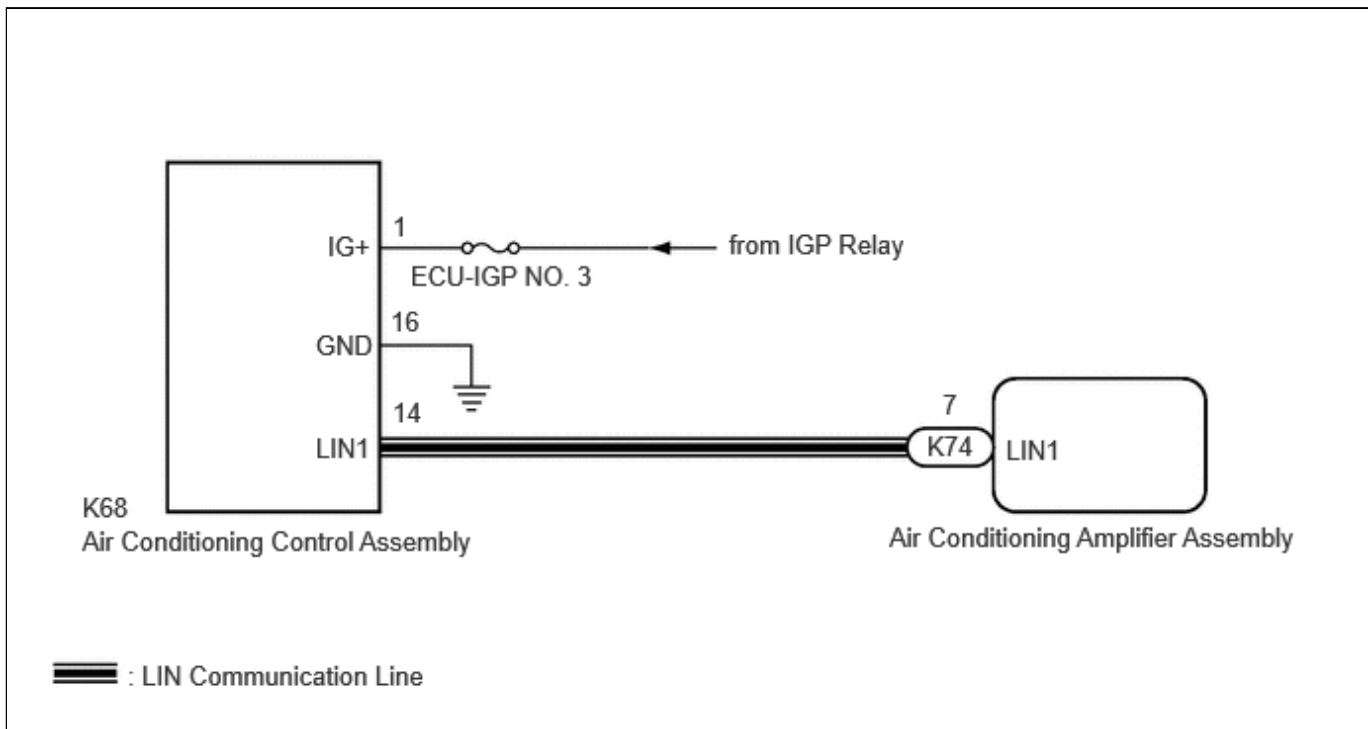 1
IG+
from IGP Relay
ECU-IGP NO. 3
16
GND
14
LIN1
7
K74
LIN1
K68
Air Conditioning Control Assembly
Air Conditioning Amplifier Assembly
: LIN Communication Line